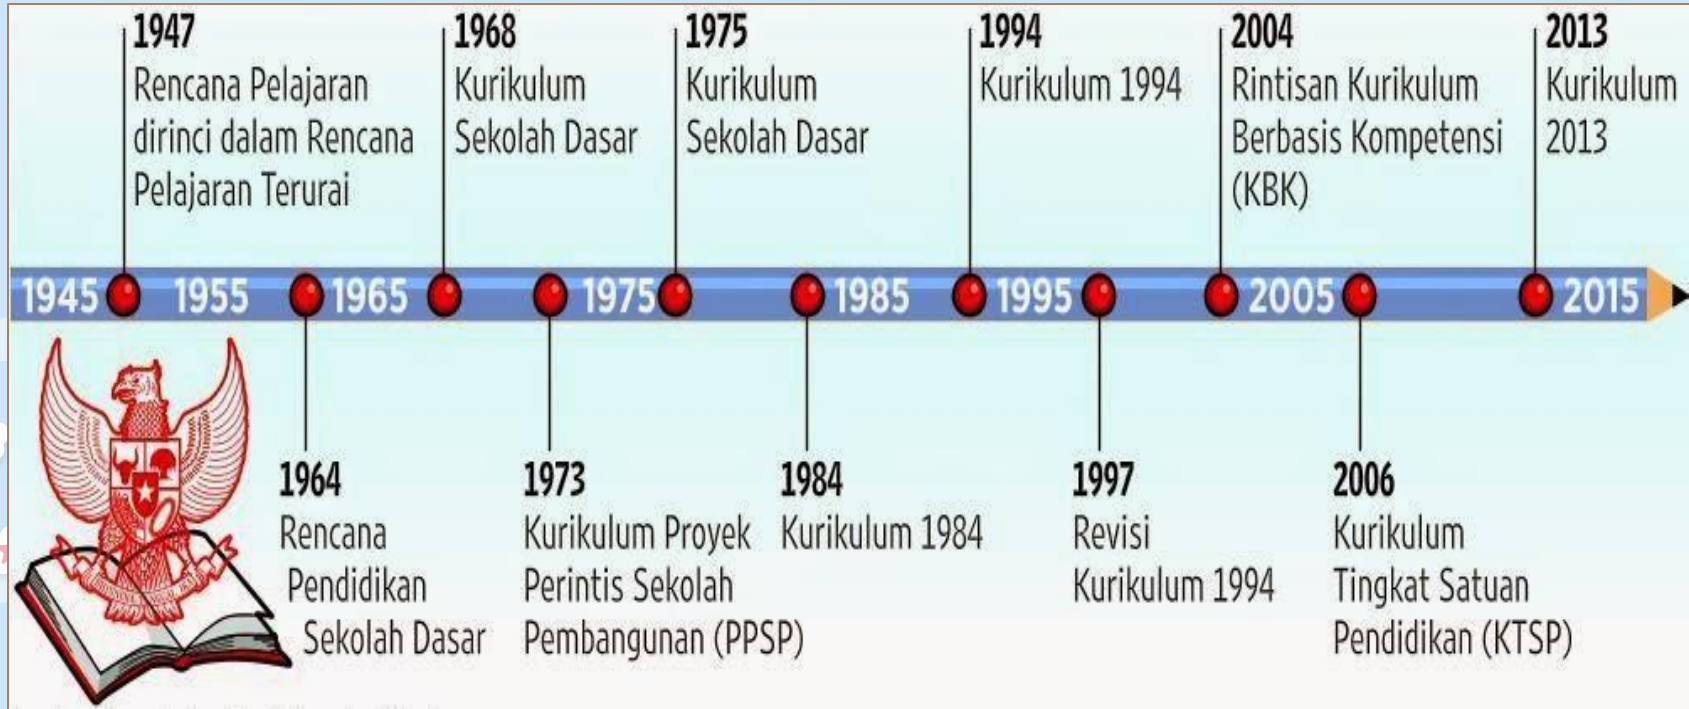 1947
Rencana Pelajaran
dirinci dalam Rencana
Pelajaran Terurai
1968
Kurikulum
Sekolah Dasar
1975
Kurikulum
Sekolah Dasar
1994
Kurikulum 1994
2004
Rintisan Kurikulum
Berbasis Kompetensi
(KBK)
2013
Kurikulum
2013
1945 1955 1965 1975 1985 1995 2005 2015
1964
Rencana
Pendidikan
Sekolah Dasar
1973
Kurikulum Proyek
Perintis Sekolah
Pembangunan (PPSP)
1984
Kurikulum 1984
1997
Revisi
Kurikulum 1994
2006
Kurikulum
Tingkat Satuan
Pendidikan (KTSP)